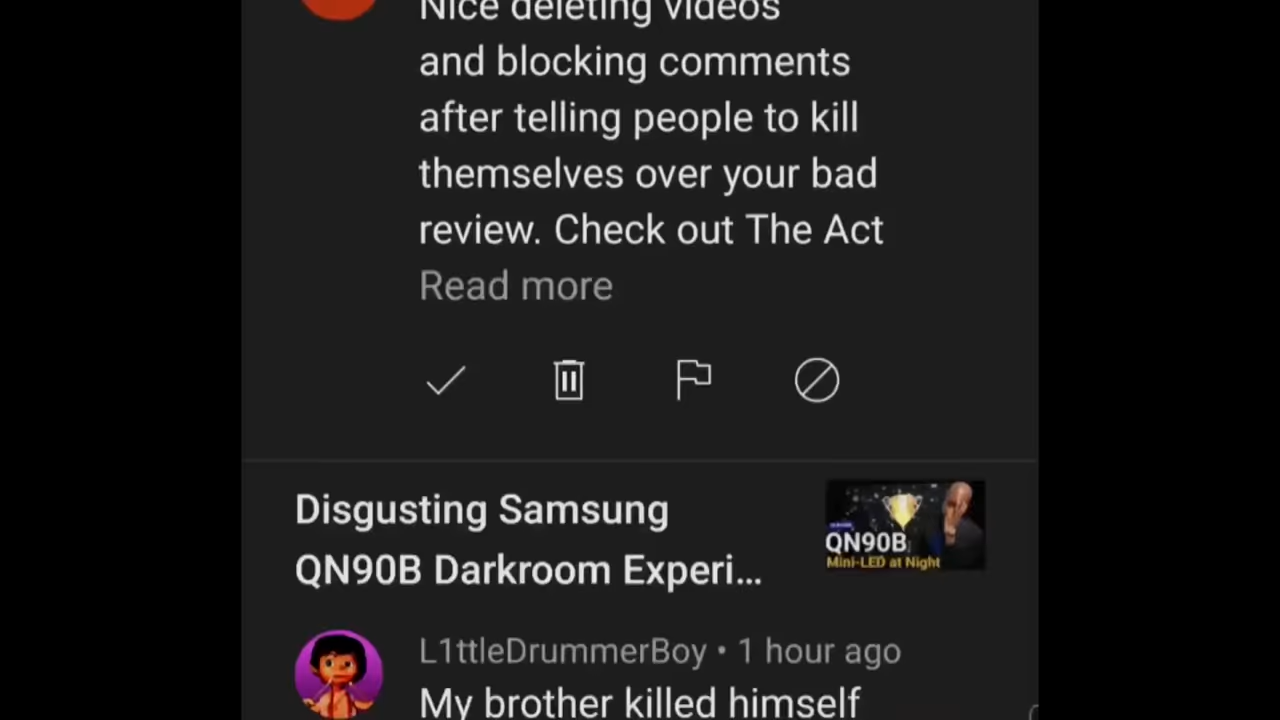 Nice deleting videos
and blocking comments
after telling people to kill
themselves over your bad
review. Check out The Act
Read more
Disgusting Samsung
QN90B Darkroom Experi...
QN90B
Mini-LED at Night
L1ttleDrummerBoy • 1 hour ago
My brother killed himself